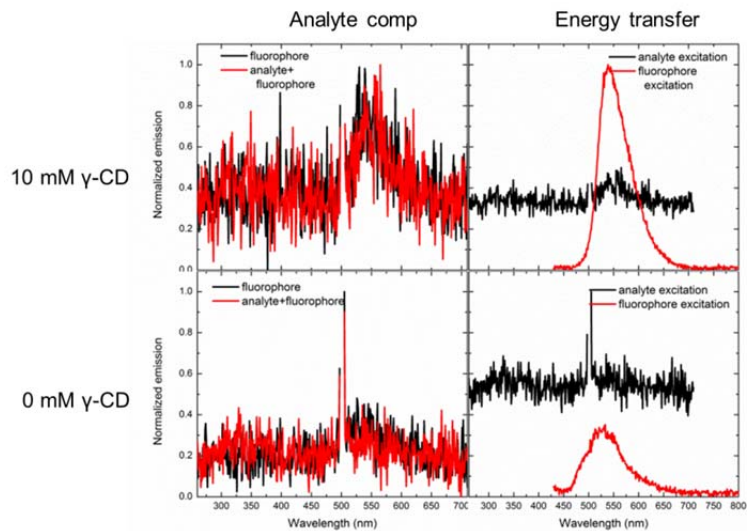 Analyte comp
Energy transfer
10 mM γ-CD
Normalized emission
1.0
0.8
0.6
0.4
0.2
0.0
fluorophore
analyte+
fluorophore
analyte excitation
fluorophore
excitation
0 mM γ-CD
Normalized emission
1.0
0.8
0.6
0.4
0.2
0.0
fluorophore
analyte+fluorophore
analyte excitation
fluorophore excitation
300 350 400 450 500 550 600 650 700
Wavelength (nm)
300 350 400 450 500 550 600 650 700 750 800
Wavelength (nm)